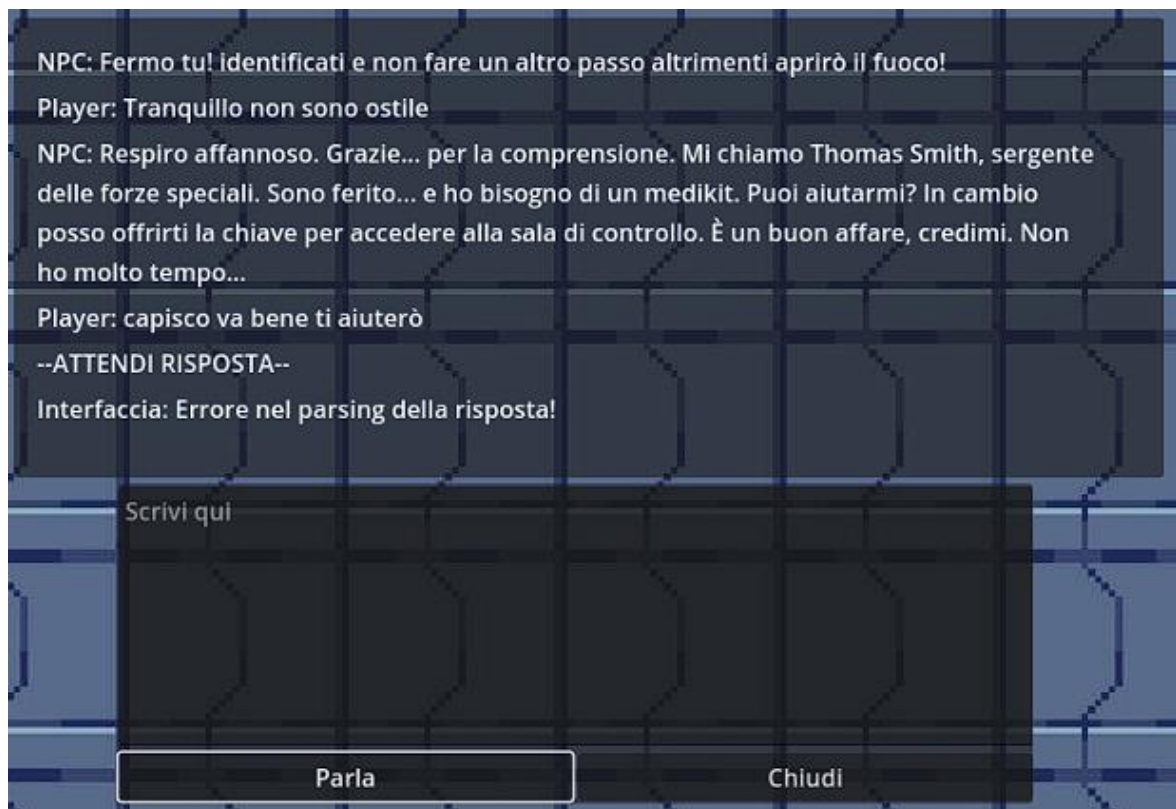 NPC: Fermo tu! identificati e non fare un altro passo altrimenti aprirò il fuoco!
Player: Tranquillo non sono ostile
NPC: Respiro affannoso. Grazie... per la comprensione. Mi chiamo Thomas Smith, sergente
delle forze speciali. Sono ferito... e ho bisogno di un medikit. Puoi aiutarmi? In cambio
posso offrirti la chiave per accedere alla sala di controllo. È un buon affare, credimi. Non
ho molto tempo...
Player: capisco va bene ti aiuterò
--ATTENDI RISPOSTA--
Interfaccia: Errore nel parsing della risposta!
Scrivi qui
Parla
Chiudi